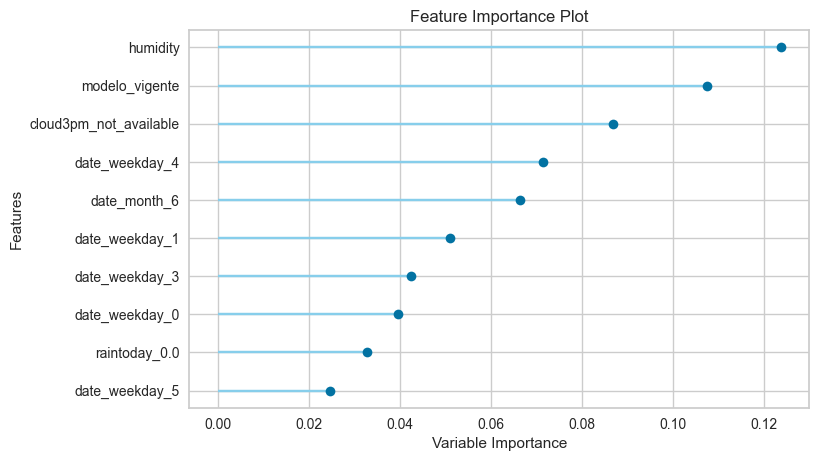 Feature Importance Plot
humidity
modelo_vigente
cloud3pm_not_available
date_weekday_4
date_month_6
date_weekday_1
date_weekday_3
date_weekday_0
raintoday_0.0
date_weekday_5
Features
0.00 0.02 0.04 0.06 0.08 0.10 0.12
Variable Importance